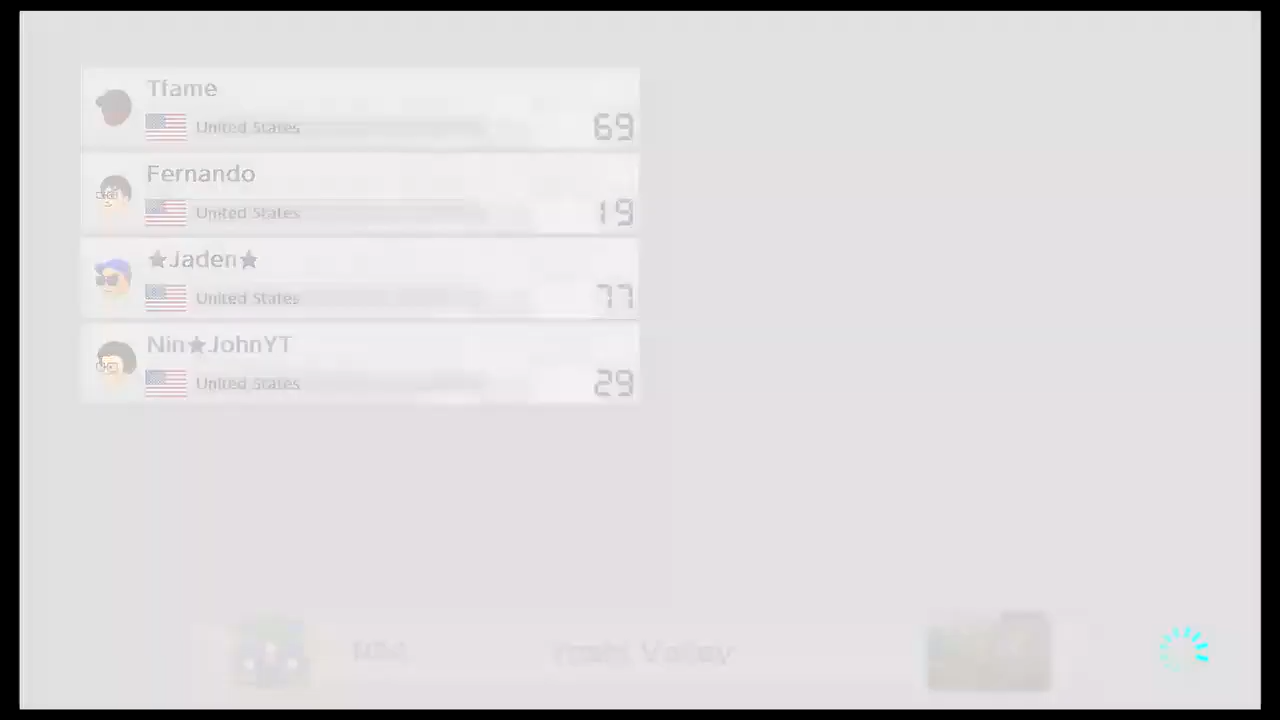 Tfame
United States 69
Fernando
United States 19
★Jaden★
United States 77
Nin★JohnYT
United States 29
N64 Yoshi Valley